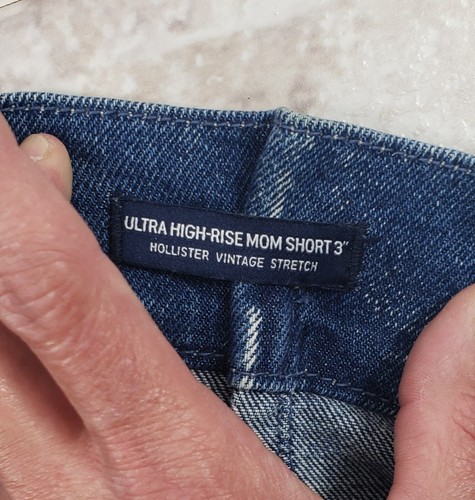 ULTRA HIGH-RISE MOM SHORT 3"
HOLLISTER VINTAGE STRETCH